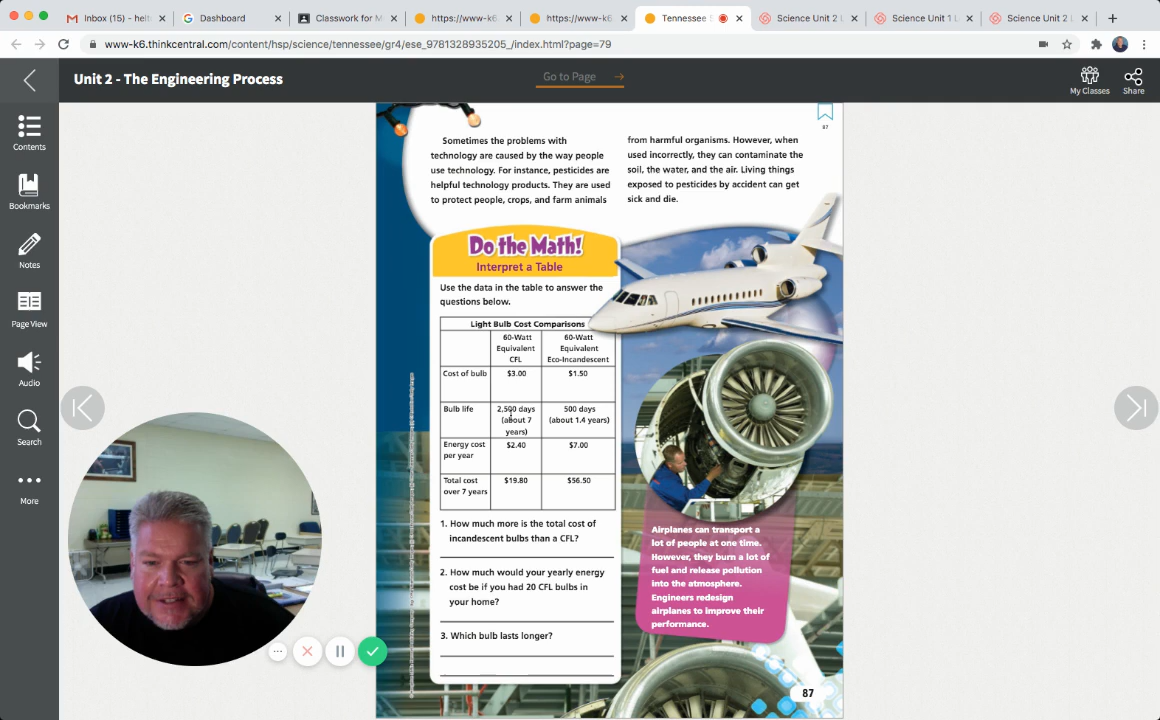 Inbox (15) - helt
Dashboard
Classwork for M
https://www-k6.
https://www-k6
Tennessee
Science Unit 2 L
Science Unit 1 L
Science Unit 2 L
www-k6.thinkcentral.com/content/hsp/science/tennessee/gr4/ese_9781328935205_/index.html?page=79
Unit 2 - The Engineering Process
Go to Page
My Classes
Share
Contents
Bookmarks
Notes
Page View
Audio
Search
More
87
Sometimes the problems with
technology are caused by the way people
use technology. For instance, pesticides are
helpful technology products. They are used
to protect people, crops, and farm animals
from harmful organisms. However, when
used incorrectly, they can contaminate the
soil, the water, and the air. Living things
exposed to pesticides by accident can get
sick and die.
Do the Math!
Interpret a Table
Use the data in the table to answer the
questions below.
Light Bulb Cost Comparisons
60-Watt Equivalent CFL
60-Watt Equivalent Eco-Incandescent
Cost of bulb $3.00 $1.50
Bulb life 2,500 days (about 7 years) 500 days (about 1.4 years)
Energy cost per year $2.40 $7.00
Total cost over 7 years $19.80 $56.50
1. How much more is the total cost of
incandescent bulbs than a CFL?
2. How much would your yearly energy
cost be if you had 20 CFL bulbs in
your home?
3. Which bulb lasts longer?
Airplanes can transport a
lot of people at one time.
However, they burn a lot of
fuel and release pollution
into the atmosphere.
Engineers redesign
airplanes to improve their
performance.
87